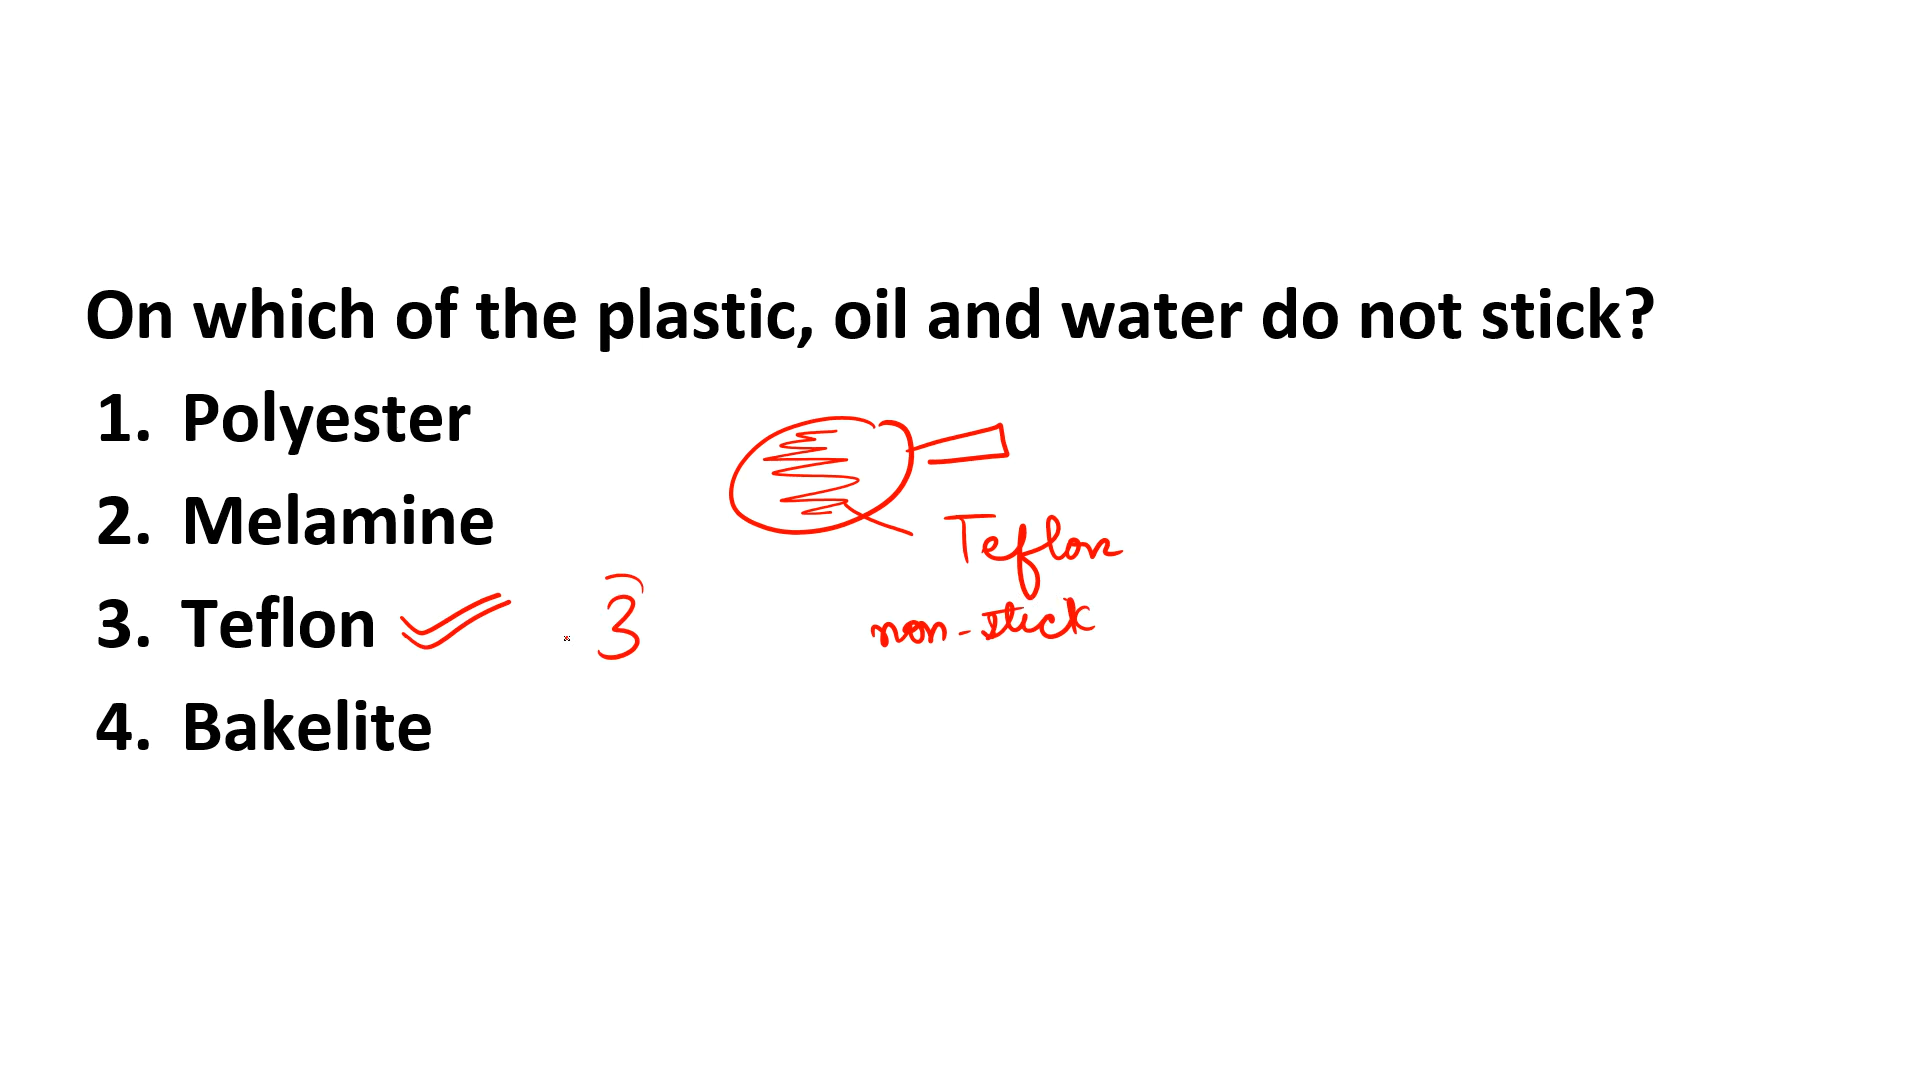 On which of the plastic, oil and water do not stick?
1. Polyester
2. Melamine
3. Teflon 3
4. Bakelite
Teflon
non-stick